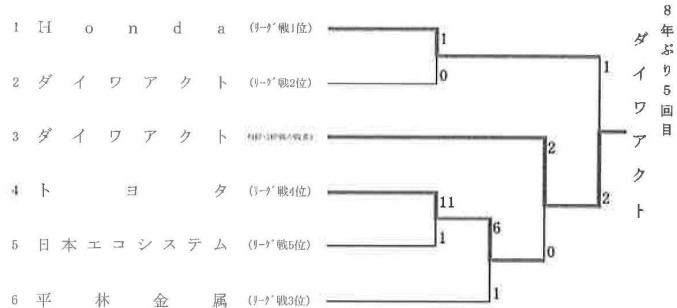 1 Honda (リーグ戦1位)
2 ダイワアクト (リーグ戦2位)
3 ダイワアクト
4 トヨタ (リーグ戦4位)
5 日本エコシステム (リーグ戦5位)
6 平林金属 (リーグ戦3位)
1
0
2
11
1
6
1
0
1
2
ダイワアクト
8年ぶり5回目